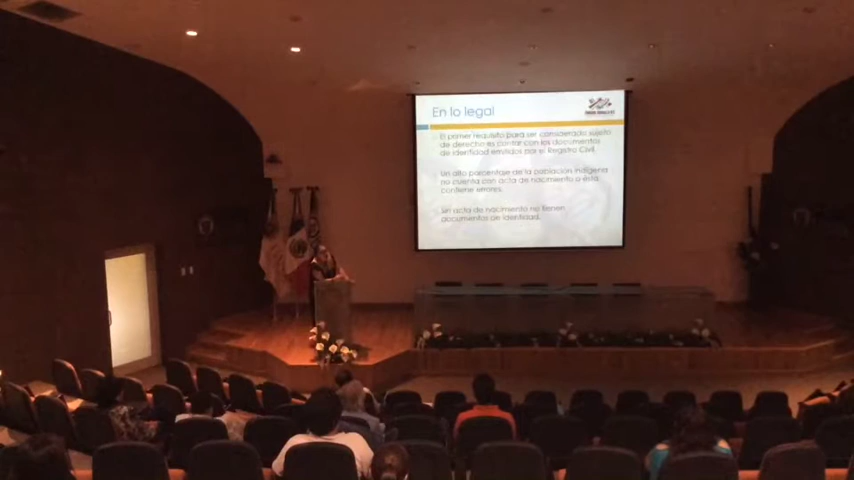 En lo legal
El primer requisito para ser considerado sujeto
de derecho es contar con los documentos
de identidad emitidos por el Registro Civil.
Un alto porcentaje de la población indígena
no cuenta con acta de nacimiento o ésta
contiene errores.
Sin acta de nacimiento no tienen
documentos de identidad.